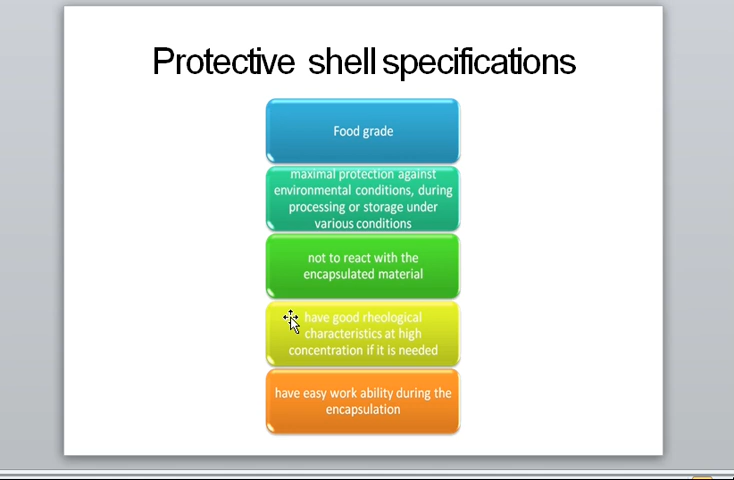 Protective shell specifications
Food grade
maximal protection against
environmental conditions, during
processing or storage under
various conditions
not to react with the
encapsulated material
have good rheological
characteristics at high
concentration if it is needed
have easy work ability during the
encapsulation